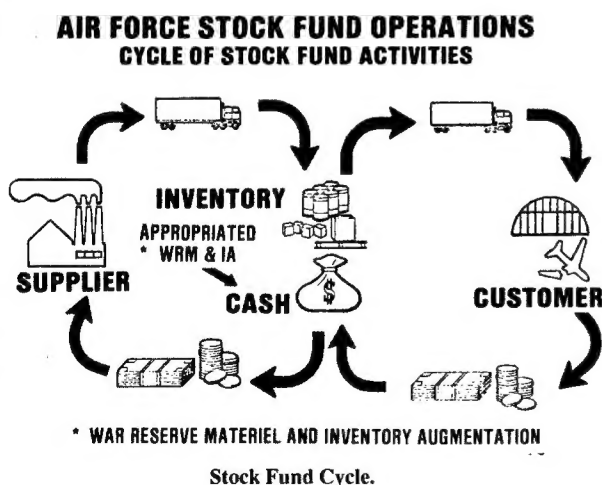 AIR FORCE STOCK FUND OPERATIONS
CYCLE OF STOCK FUND ACTIVITIES
INVENTORY
APPROPRIATED
* WRM & IA
SUPPLIER
CASH
$
CUSTOMER
* WAR RESERVE MATERIEL AND INVENTORY AUGMENTATION
Stock Fund Cycle.